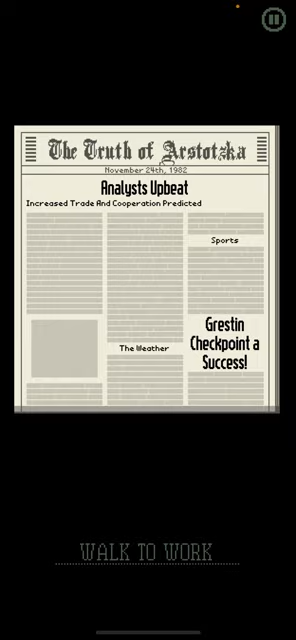 The Truth of Arstotzka
November 24th, 1982
Analysts Upbeat
Increased Trade And Cooperation Predicted
Sports
Grestin
Checkpoint a
Success!
The Weather
WALK TO WORK